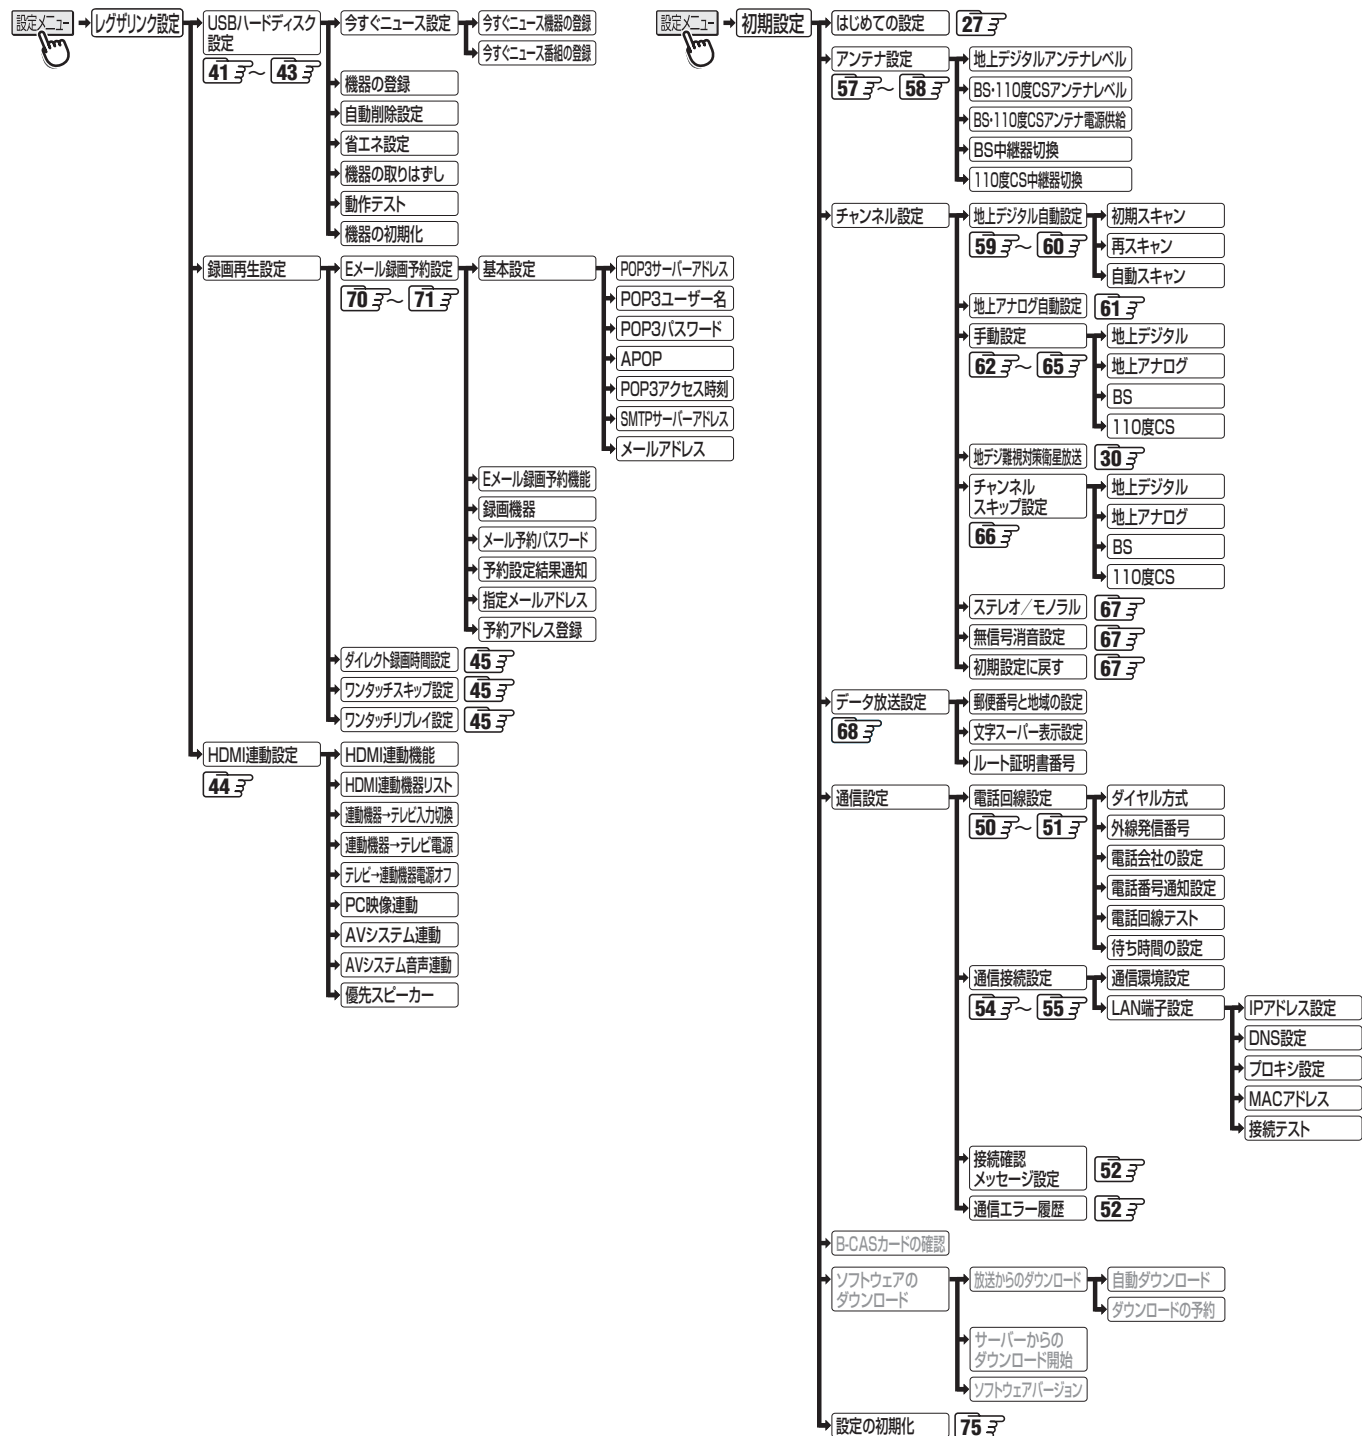 設定メニュー
レグザリンク設定
USBハードディスク
設定
41 ～ 43
今すぐニュース設定
今すぐニュース機器の登録
今すぐニュース番組の登録
機器の登録
自動削除設定
省エネ設定
機器の取りはずし
動作テスト
機器の初期化
録画再生設定
Eメール録画予約設定
70 ～ 71
基本設定
POP3サーバーアドレス
POP3ユーザー名
POP3パスワード
APOP
POP3アクセス時刻
SMTPサーバーアドレス
メールアドレス
Eメール録画予約機能
録画機器
メール予約パスワード
予約設定結果通知
指定メールアドレス
予約アドレス登録
ダイレクト録画時間設定 45
ワンタッチスキップ設定 45
ワンタッチリプレイ設定 45
HDMI連動設定
44
HDMI連動機能
HDMI連動機器リスト
連動機器→テレビ入力切換
連動機器→テレビ電源
テレビ→連動機器電源オフ
PC映像連動
AVシステム連動
AVシステム音声連動
優先スピーカー
設定メニュー
初期設定
はじめての設定 27
アンテナ設定
57 ～ 58
地上デジタルアンテナレベル
BS・110度CSアンテナレベル
BS・110度CSアンテナ電源供給
BS中継器切換
110度CS中継器切換
チャンネル設定
地上デジタル自動設定
59 ～ 60
初期スキャン
再スキャン
自動スキャン
地上アナログ自動設定 61
手動設定
62 ～ 65
地上デジタル
地上アナログ
BS
110度CS
地デジ難視対策衛星放送 30
チャンネル
スキップ設定
66
地上デジタル
地上アナログ
BS
110度CS
ステレオ／モノラル 67
無信号消音設定 67
初期設定に戻す 67
データ放送設定
68
郵便番号と地域の設定
文字スーパー表示設定
ルート証明書番号
通信設定
電話回線設定
50 ～ 51
ダイヤル方式
外線発信番号
電話会社の設定
電話番号通知設定
電話回線テスト
待ち時間の設定
通信接続設定
54 ～ 55
通信環境設定
LAN端子設定
IPアドレス設定
DNS設定
プロキシ設定
MACアドレス
接続テスト
接続確認
メッセージ設定
52
通信エラー履歴 52
B-CASカードの確認
ソフトウェアの
ダウンロード
放送からのダウンロード
自動ダウンロード
ダウンロードの予約
サーバーからの
ダウンロード開始
ソフトウェアバージョン
設定の初期化 75